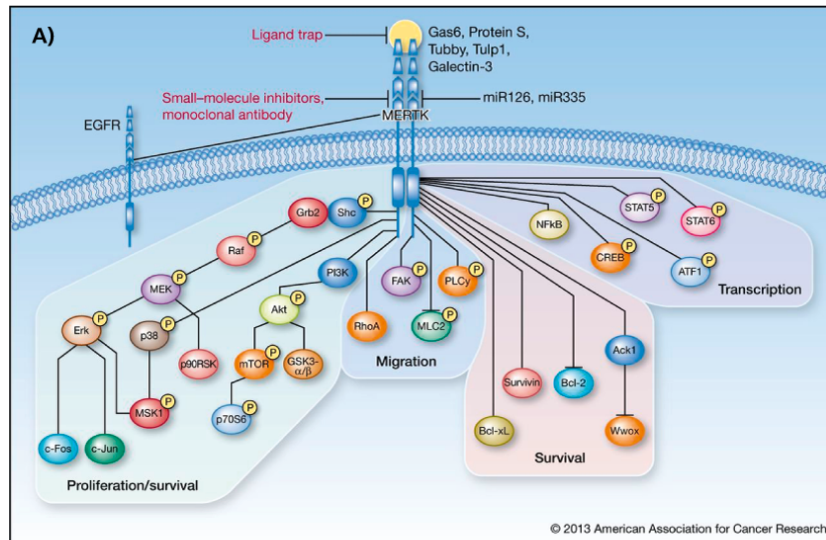 A)
Ligand trap
Gas6, Protein S,
Tubby, Tulp1,
Galectin-3
Small–molecule inhibitors,
monoclonal antibody
miR126, miR335
EGFR
MERTK
Grb2
Shc
P
Raf
P
MEK
P
Erk
P
p38
P
p90RSK
MSK1
P
c-Fos
c-Jun
PI3K
Akt
P
mTOR
P
GSK3-
α/β
p70S6
P
Proliferation/survival
FAK
P
PLCγ
P
RhoA
MLC2
P
Migration
NFkB
STAT5
P
STAT6
P
CREB
P
ATF1
P
Transcription
Survivin
Bcl-2
Ack1
Bcl-xL
Wwox
Survival
© 2013 American Association for Cancer Research